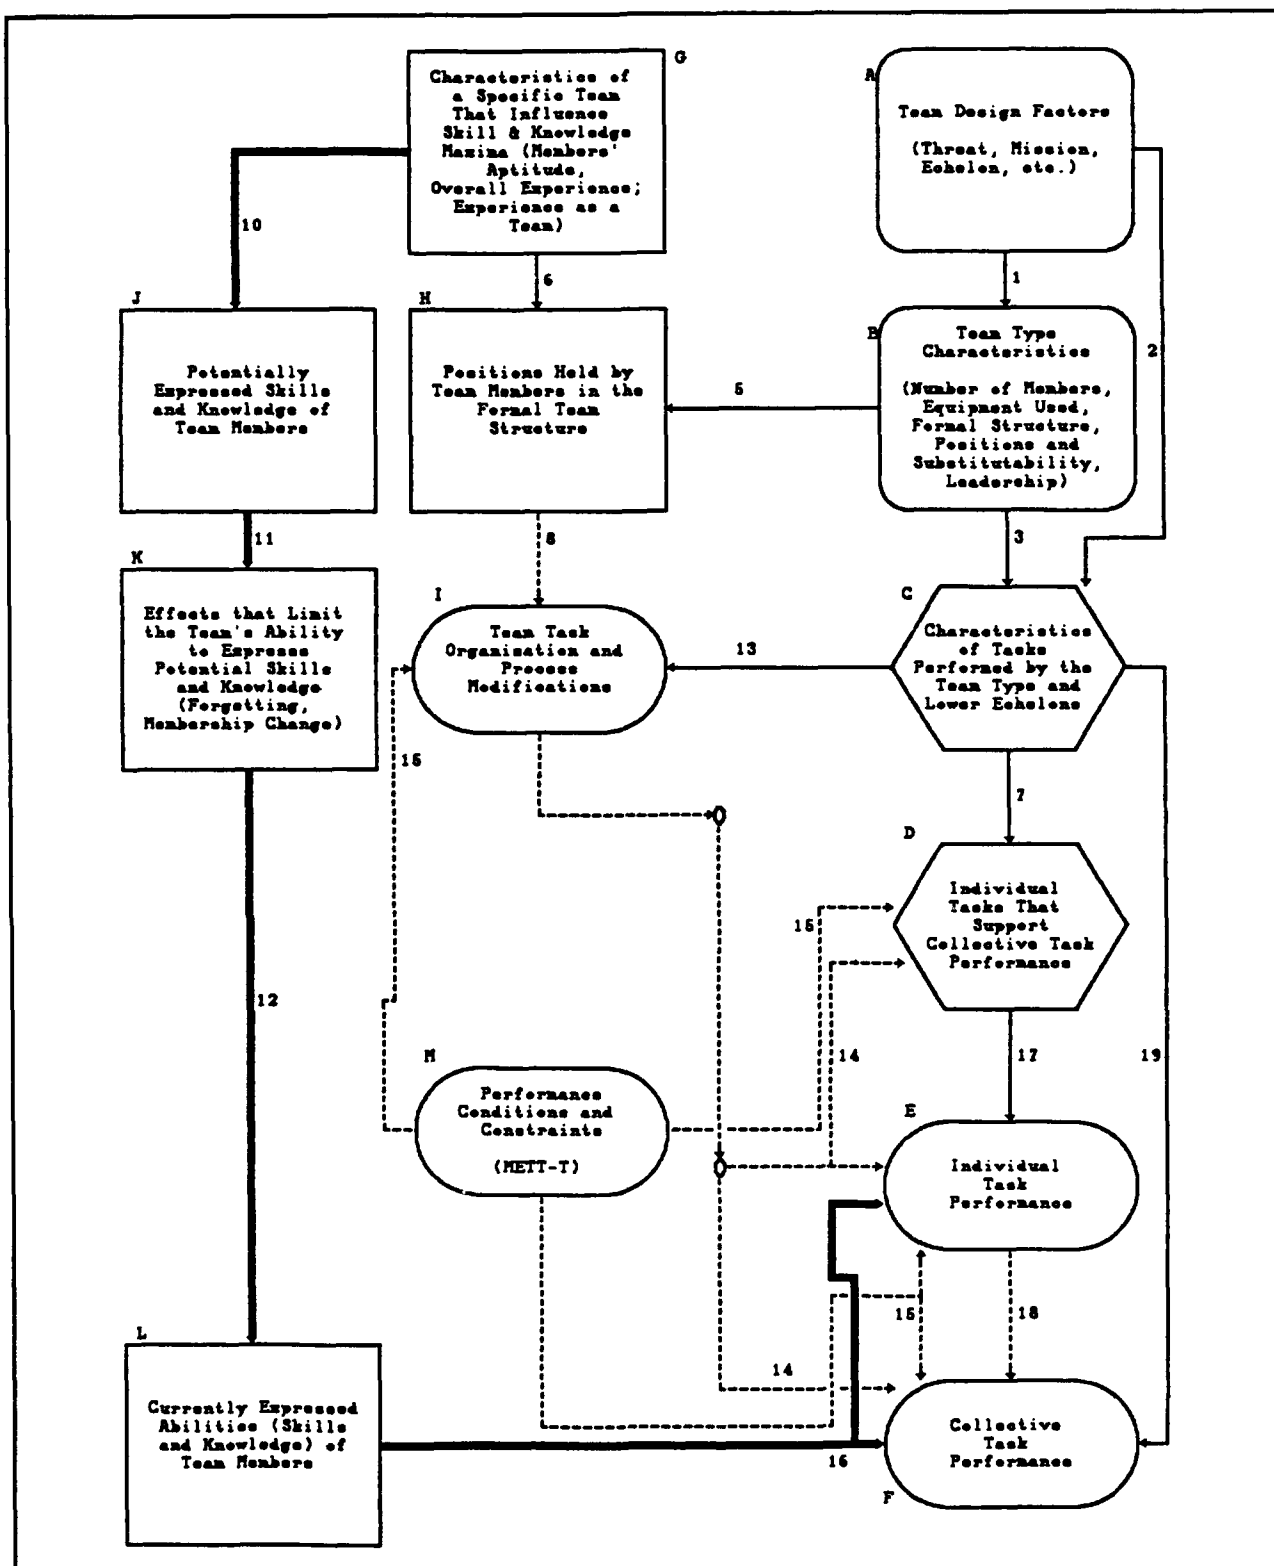 G
Characteristics of
a Specific Team
That Influence
Skill & Knowledge
Maxima (Members'
Aptitude,
Overall Experience;
Experience as a
Team)
A
Team Design Factors
(Threat, Mission,
Echelon, etc.)
10
6
1
2
J
Potentially
Expressed Skills
and Knowledge of
Team Members
H
Positions Held by
Team Members in the
Formal Team
Structure
5
B
Team Type
Characteristics
(Number of Members,
Equipment Used,
Formal Structure,
Positions and
Substitutability,
Leadership)
11
8
3
K
Effects that Limit
the Team's Ability
to Express
Potential Skills
and Knowledge
(Forgetting,
Membership Change)
I
Team Task
Organization and
Process
Modifications
13
C
Characteristics
of Tasks
Performed by the
Team Type and
Lower Echelons
15
7
D
Individual
Tasks That
Support
Collective Task
Performance
15
12
14
17
19
M
Performance
Conditions and
Constraints
(METT-T)
E
Individual
Task
Performance
15
18
L
Currently Expressed
Abilities (Skills
and Knowledge) of
Team Members
14
16
Collective
Task
Performance
F